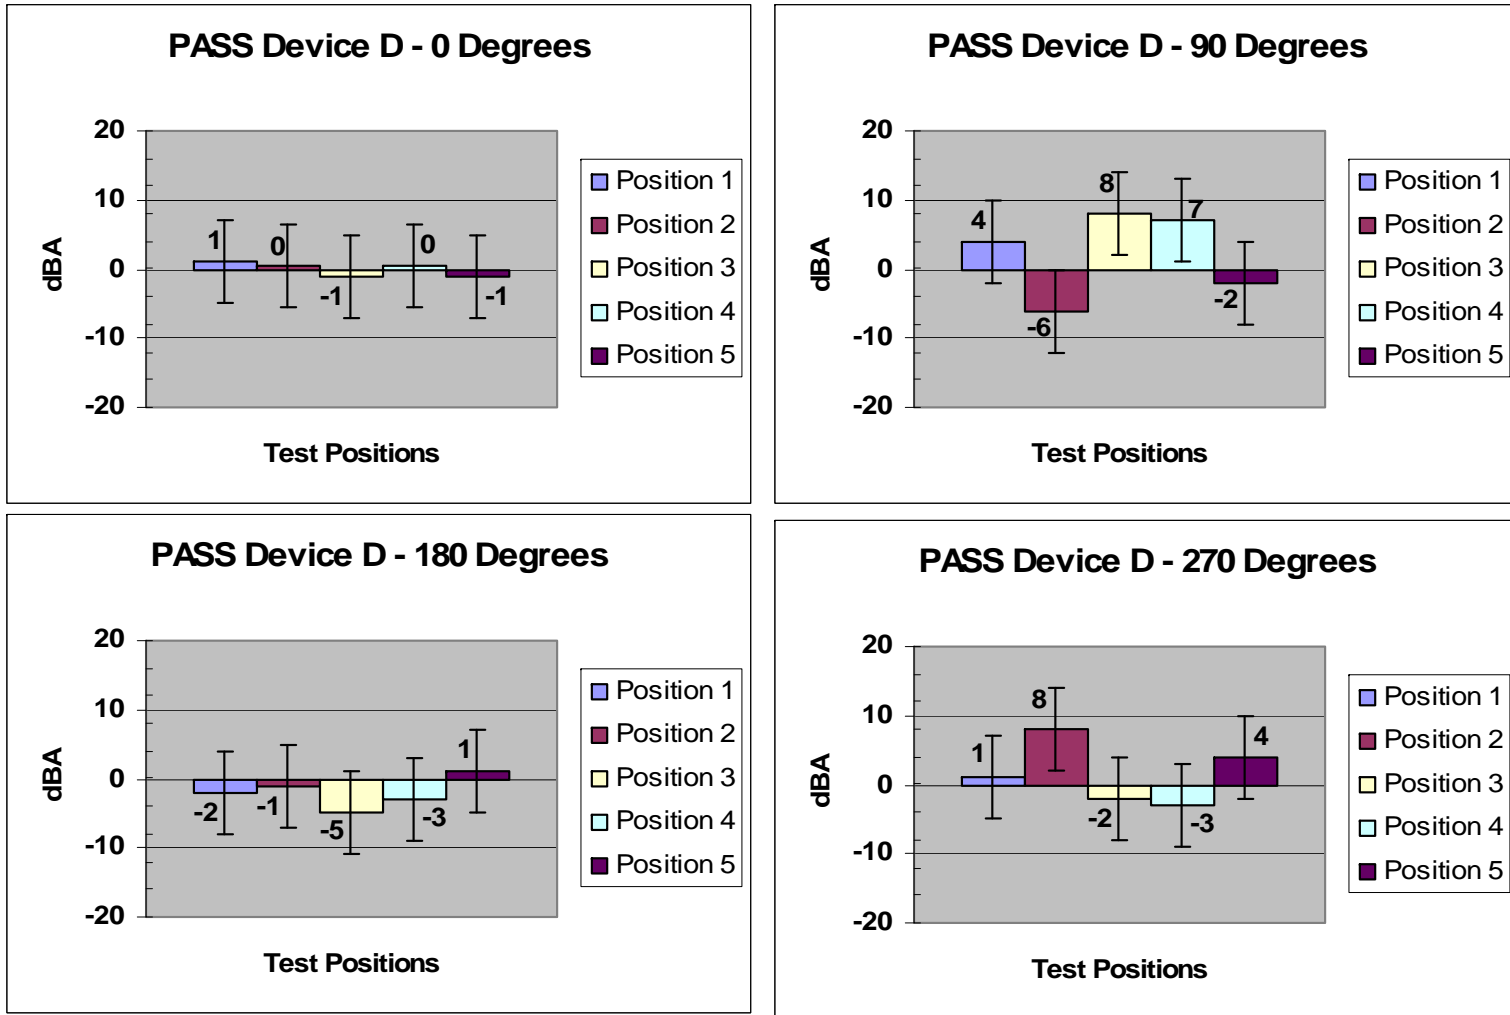 PASS Device D - 0 Degrees
20
10
0
-10
-20
dBA
1
0
-1
0
-1
Test Positions
Position 1
Position 2
Position 3
Position 4
Position 5
PASS Device D - 90 Degrees
20
10
0
-10
-20
dBA
4
-6
8
7
-2
Test Positions
Position 1
Position 2
Position 3
Position 4
Position 5
PASS Device D - 180 Degrees
20
10
0
-10
-20
dBA
-2
-1
-5
-3
1
Test Positions
Position 1
Position 2
Position 3
Position 4
Position 5
PASS Device D - 270 Degrees
20
10
0
-10
-20
dBA
1
8
-2
-3
4
Test Positions
Position 1
Position 2
Position 3
Position 4
Position 5